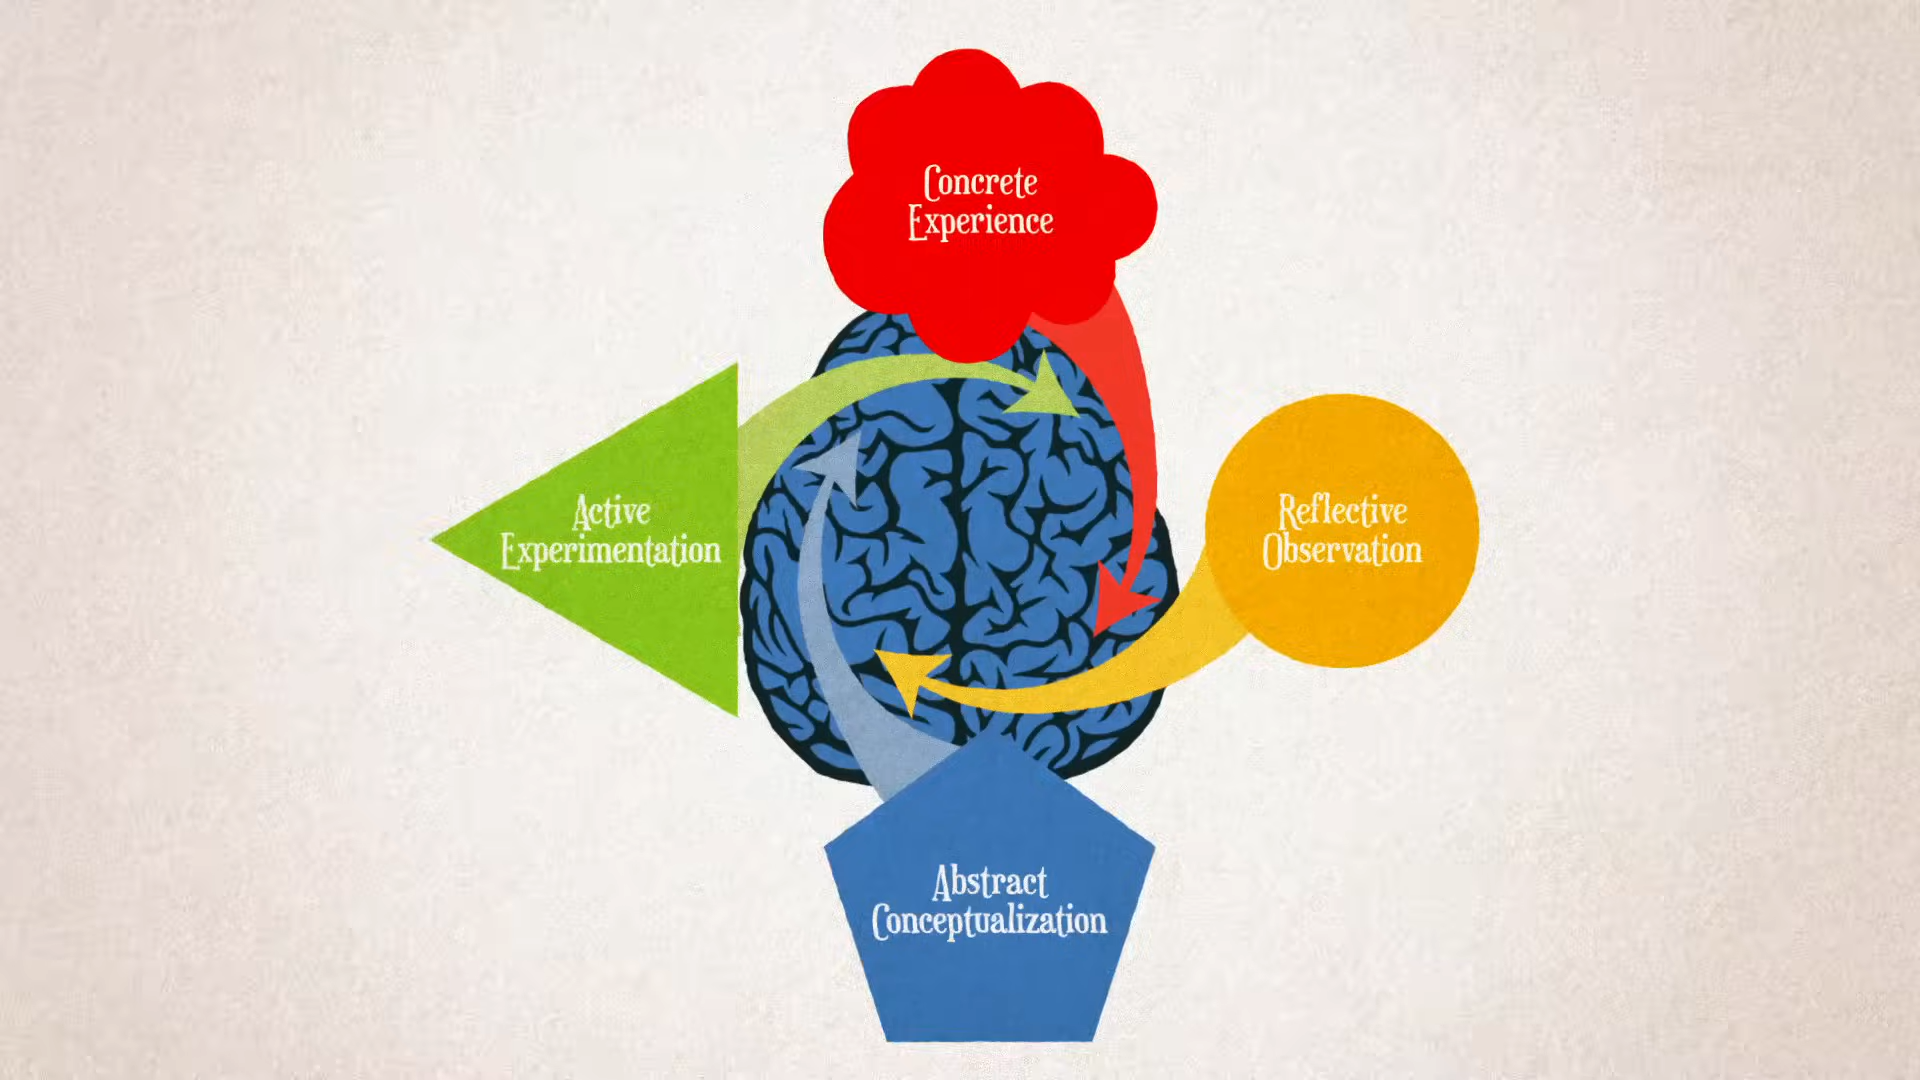 Concrete
Experience
Active
Experimentation
Reflective
Observation
Abstract
Conceptualization